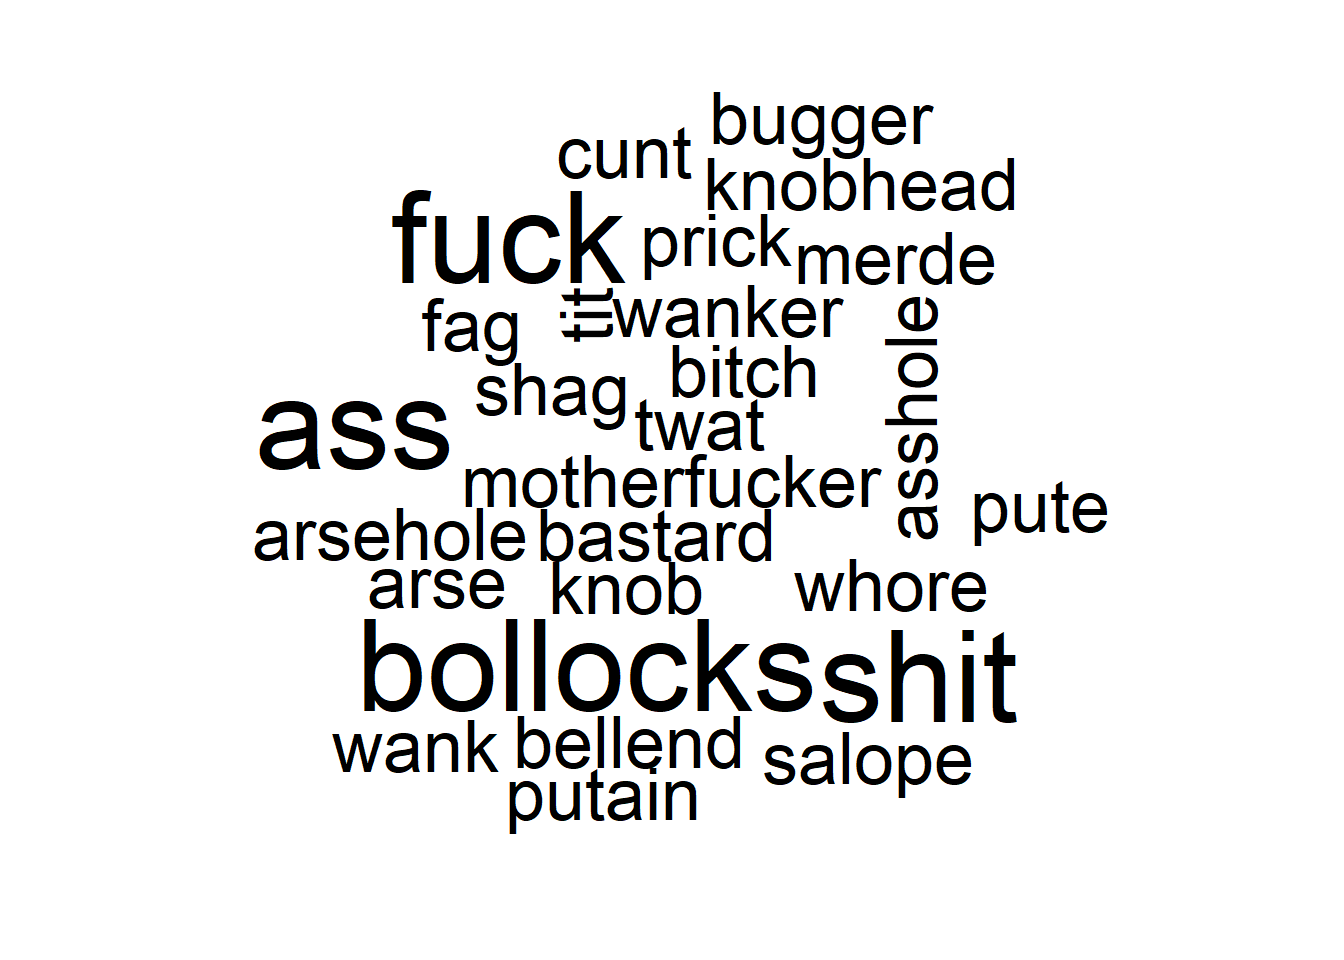 bugger
cunt
knobhead
fuck
prick
merde
tit
wanker
fag
asshole
bitch
shag
twat
ass
motherfucker
pute
arsehole
bastard
arse
knob
whore
bollocks
shit
wank
bellend
salope
putain